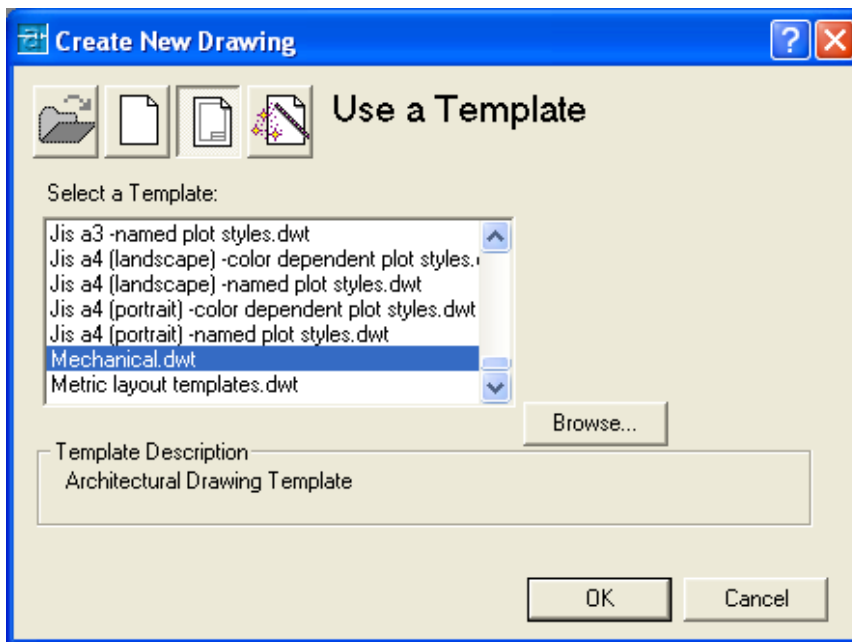 Create New Drawing
Use a Template
Select a Template:
Jis a3 -named plot styles.dwt
Jis a4 (landscape) -color dependent plot styles.
Jis a4 (landscape) -named plot styles.dwt
Jis a4 (portrait) -color dependent plot styles.dwt
Jis a4 (portrait) -named plot styles.dwt
Mechanical.dwt
Metric layout templates.dwt
Browse...
Template Description
Architectural Drawing Template
OK
Cancel